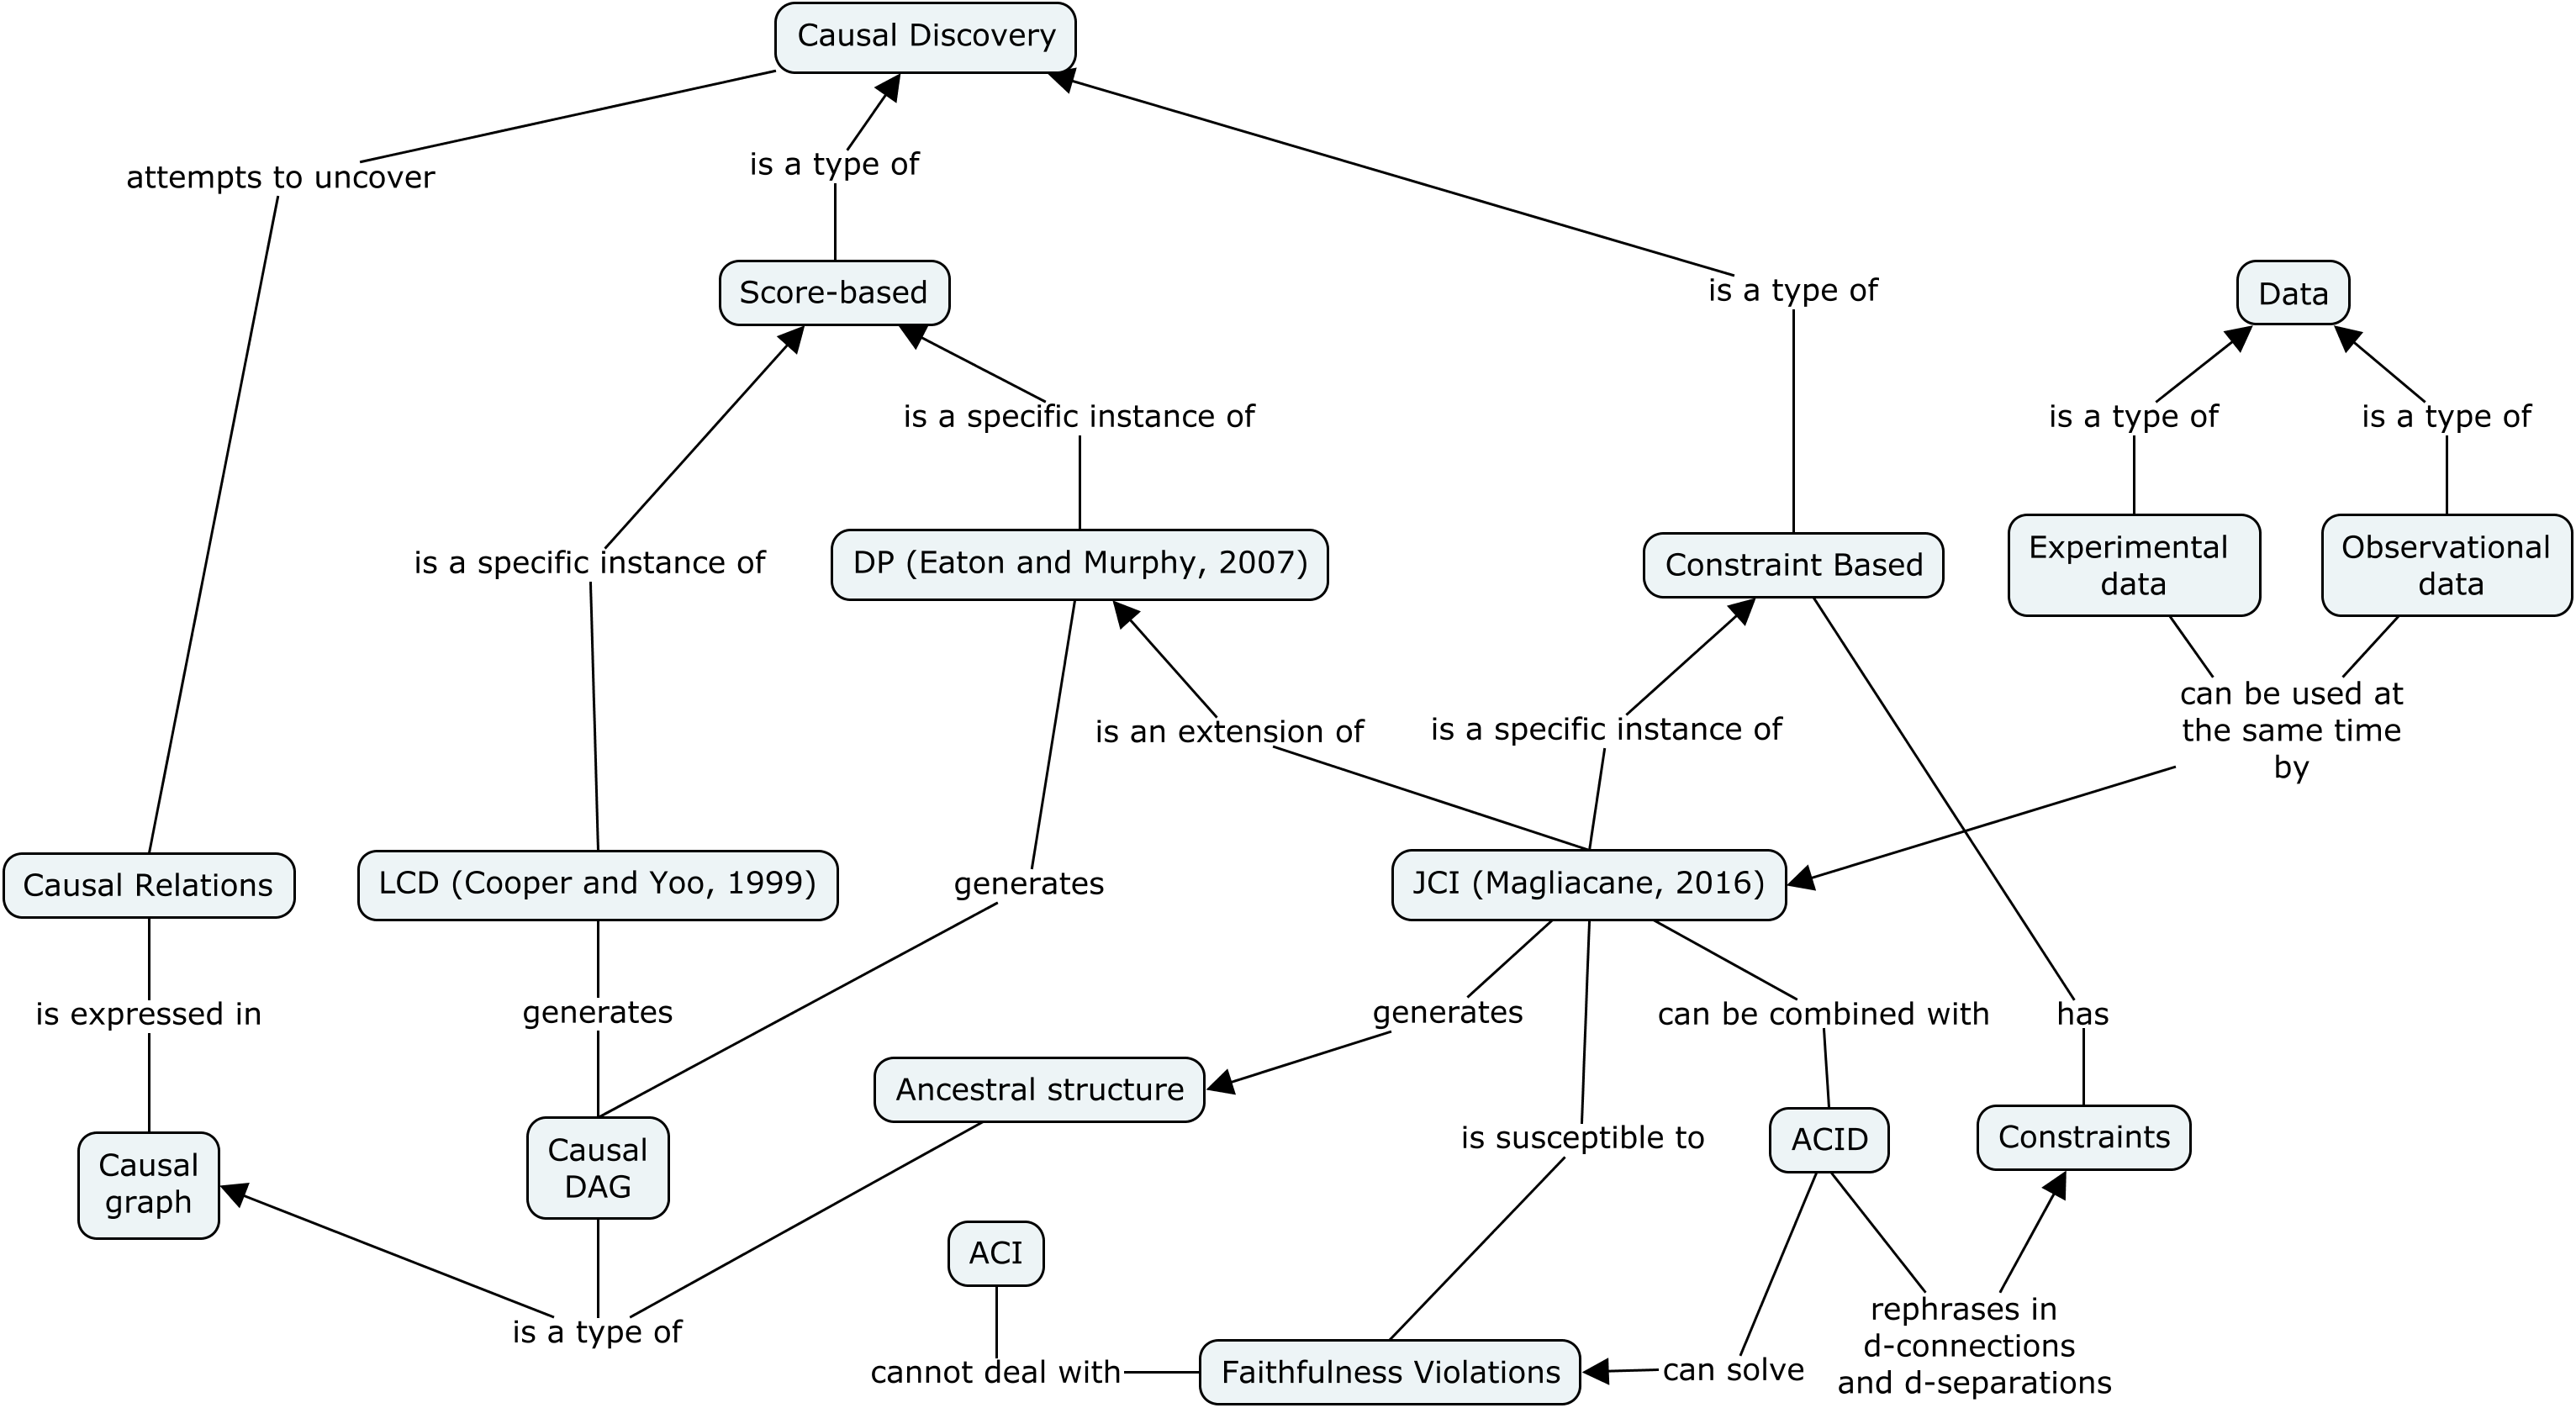 Causal Discovery
attempts to uncover
is a type of
Score-based
is a type of
Data
is a specific instance of
is a type of
is a type of
is a specific instance of
DP (Eaton and Murphy, 2007)
Constraint Based
Experimental
data
Observational
data
is an extension of
is a specific instance of
can be used at
the same time
by
Causal Relations
LCD (Cooper and Yoo, 1999)
generates
JCI (Magliacane, 2016)
is expressed in
generates
generates
can be combined with
has
Ancestral structure
Causal
graph
Causal
DAG
is susceptible to
ACID
Constraints
ACI
is a type of
cannot deal with
Faithfulness Violations
can solve
rephrases in
d-connections
and d-separations